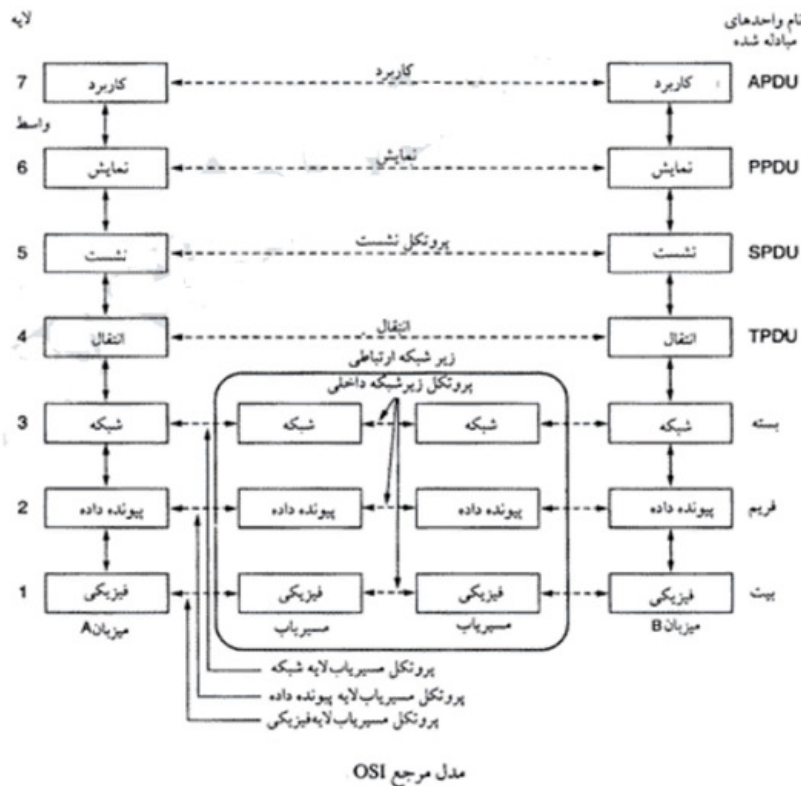 لایه
نام واحدهای
مبادله شده
7 کاربرد کاربرد کاربرد APDU
واسط
6 نمایش نمایش نمایش PPDU
5 نشست پروتکل نشست نشست SPDU
4 انتقال انتقال انتقال TPDU
زیر شبکه ارتباطی
پروتکل زیرشبکه داخلی
3 شبکه شبکه شبکه شبکه بسته
2 پیونده داده پیونده داده پیونده داده پیونده داده فریم
1 فیزیکی فیزیکی فیزیکی فیزیکی بیت
میزبان A مسیریاب مسیریاب میزبان B
پروتکل مسیریاب لایه شبکه
پروتکل مسیریاب لایه پیونده داده
پروتکل مسیریاب لایه فیزیکی
مدل مرجع OSI